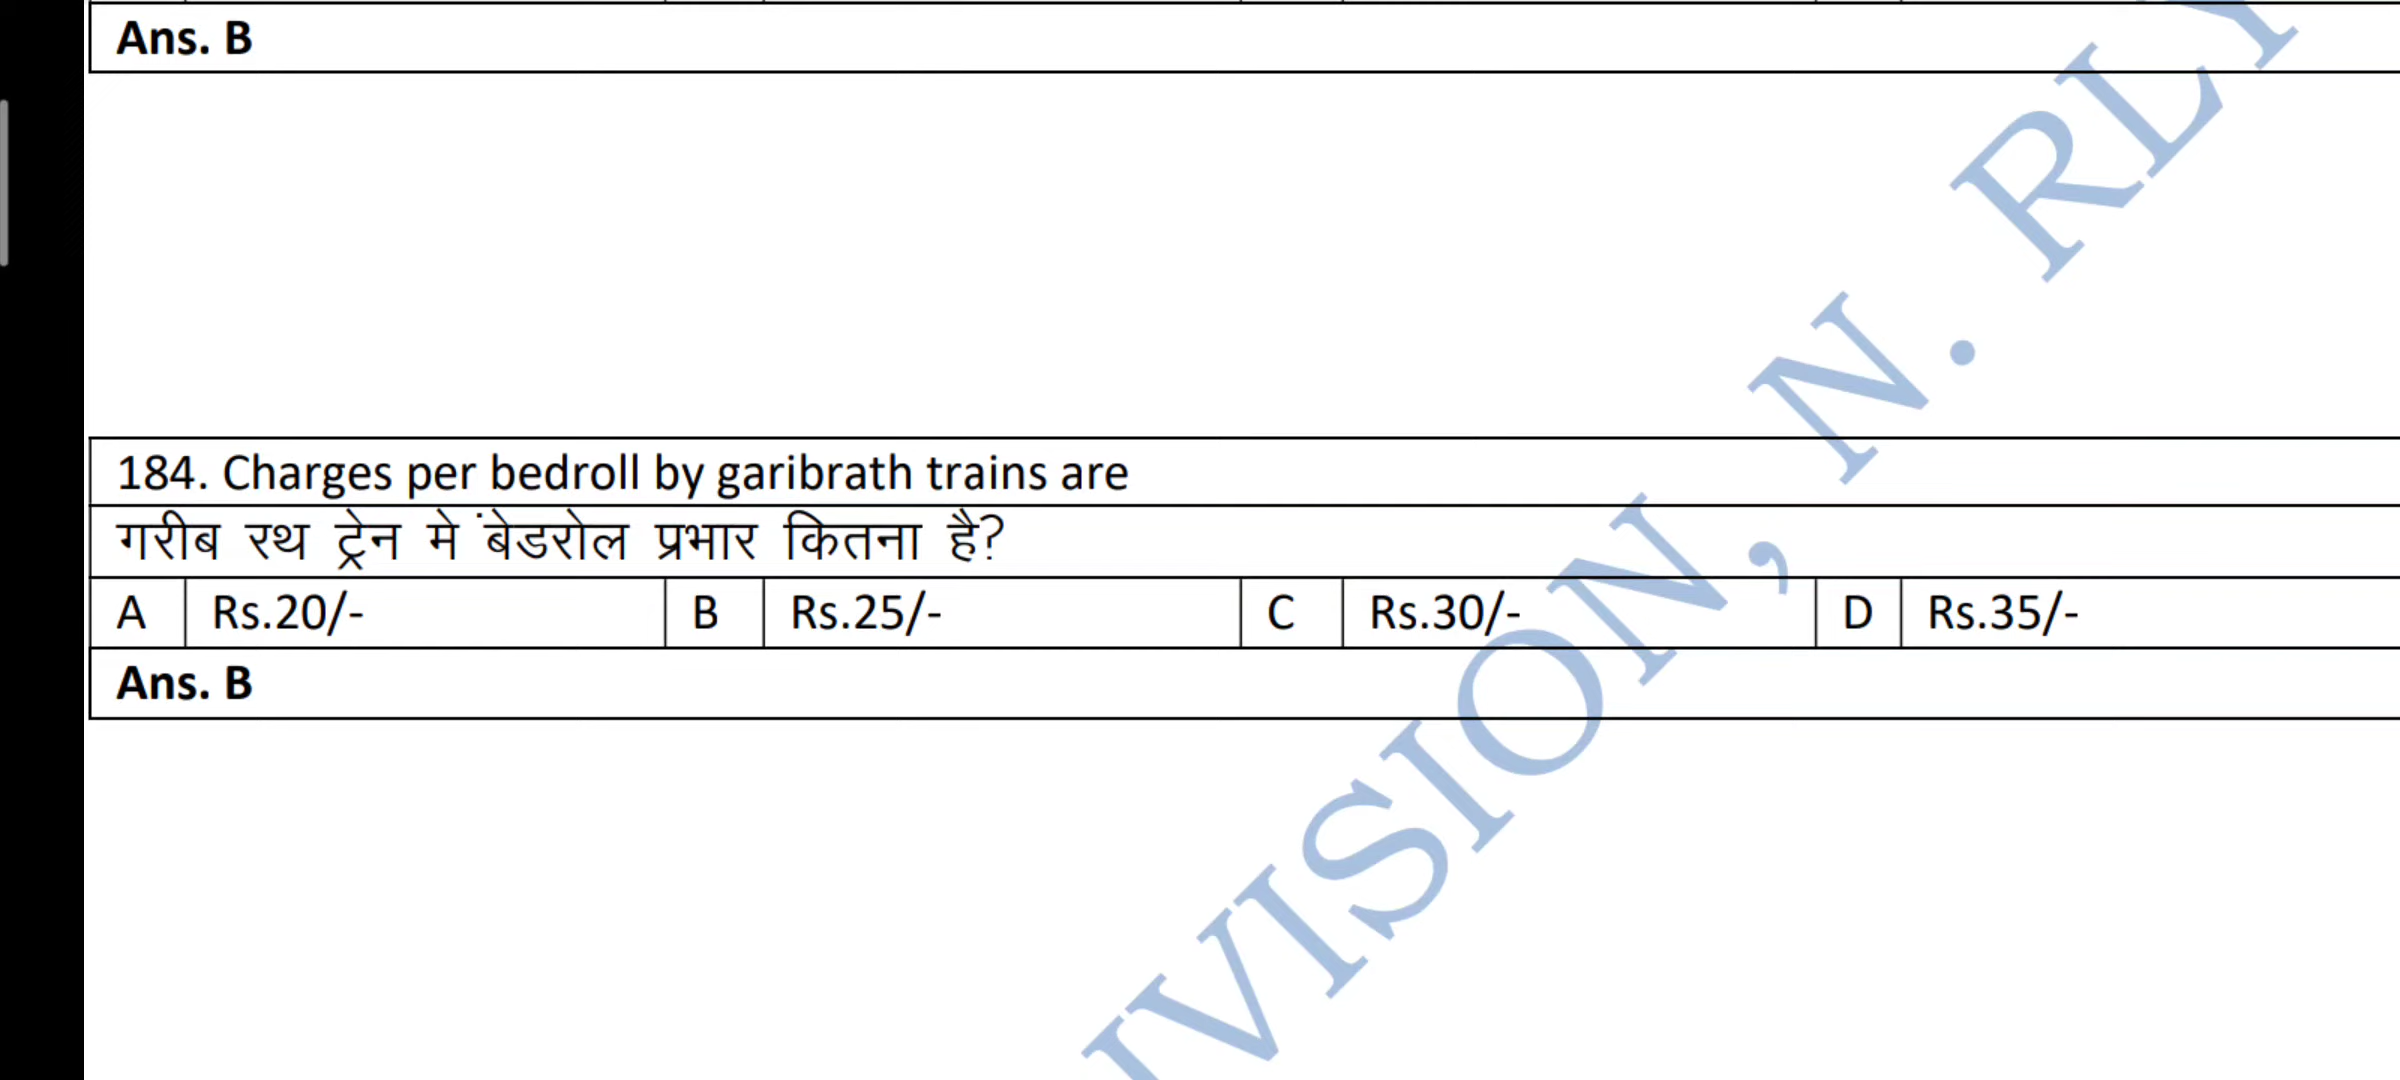 Ans. B
184. Charges per bedroll by garibrath trains are
गरीब रथ ट्रेन मे ंबेडरोल प्रभार कितना है?
A Rs.20/- B Rs.25/- C Rs.30/- D Rs.35/-
Ans. B
IVISION, N. RLY